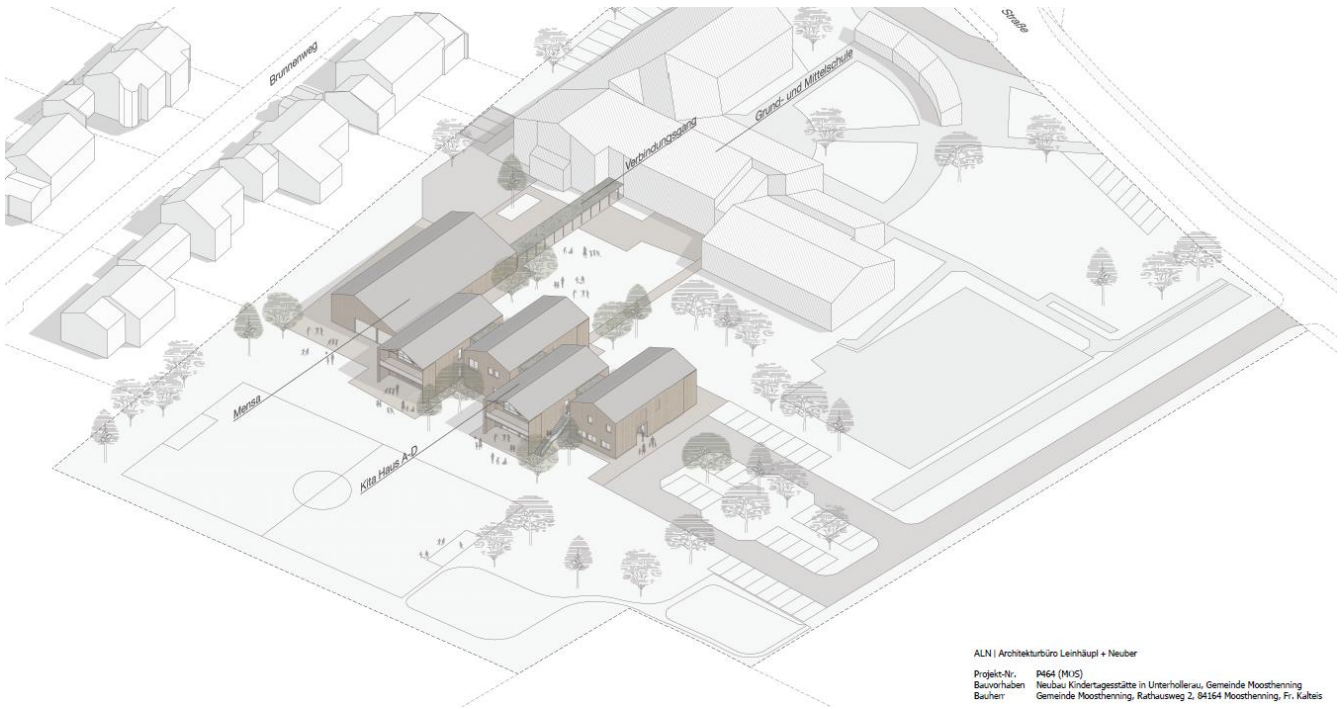 Straße
Brunnenweg
Grund- und Mittelschule
Verbindungsgang
Mensa
Kita Haus A-D
ALN | Architekturbüro Leinhäupl + Neuber
Projekt-Nr. P464 (MOS)
Bauvorhaben Neubau Kindertagesstätte in Unterhollerau, Gemeinde Moosthenning
Bauherr Gemeinde Moosthenning, Rathausweg 2, 84164 Moosthenning, Fr. Kalteis